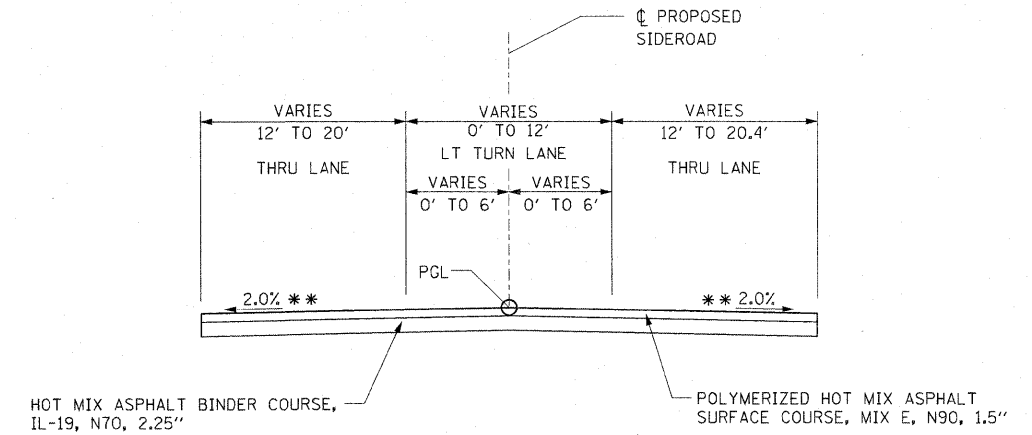 ℄ PROPOSED
SIDEROAD
VARIES
12' TO 20'
THRU LANE
VARIES
0' TO 12'
LT TURN LANE
VARIES
12' TO 20.4'
THRU LANE
VARIES
0' TO 6'
VARIES
0' TO 6'
PGL
2.0% **
** 2.0%
HOT MIX ASPHALT BINDER COURSE,
IL-19, N70, 2.25''
POLYMERIZED HOT MIX ASPHALT
SURFACE COURSE, MIX E, N90, 1.5''